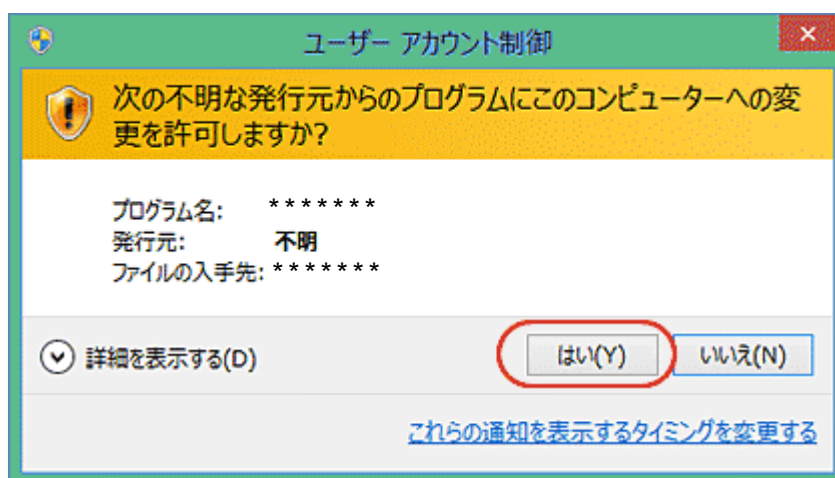 ユーザー アカウント制御
次の不明な発行元からのプログラムにこのコンピューターへの変
更を許可しますか?
プログラム名: *******
発行元: 不明
ファイルの入手先: *******
詳細を表示する(D) はい(Y) いいえ(N)
これらの通知を表示するタイミングを変更する